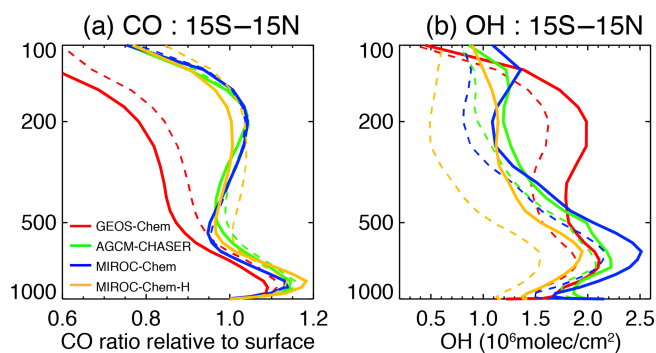 (a) CO : 15S−15N
100
200
500
1000
GEOS-Chem
AGCM-CHASER
MIROC-Chem
MIROC-Chem-H
0.6 0.8 1.0 1.2
CO ratio relative to surface
(b) OH : 15S−15N
100
200
500
1000
0.5 1.0 1.5 2.0 2.5
OH (10⁶molec/cm²)